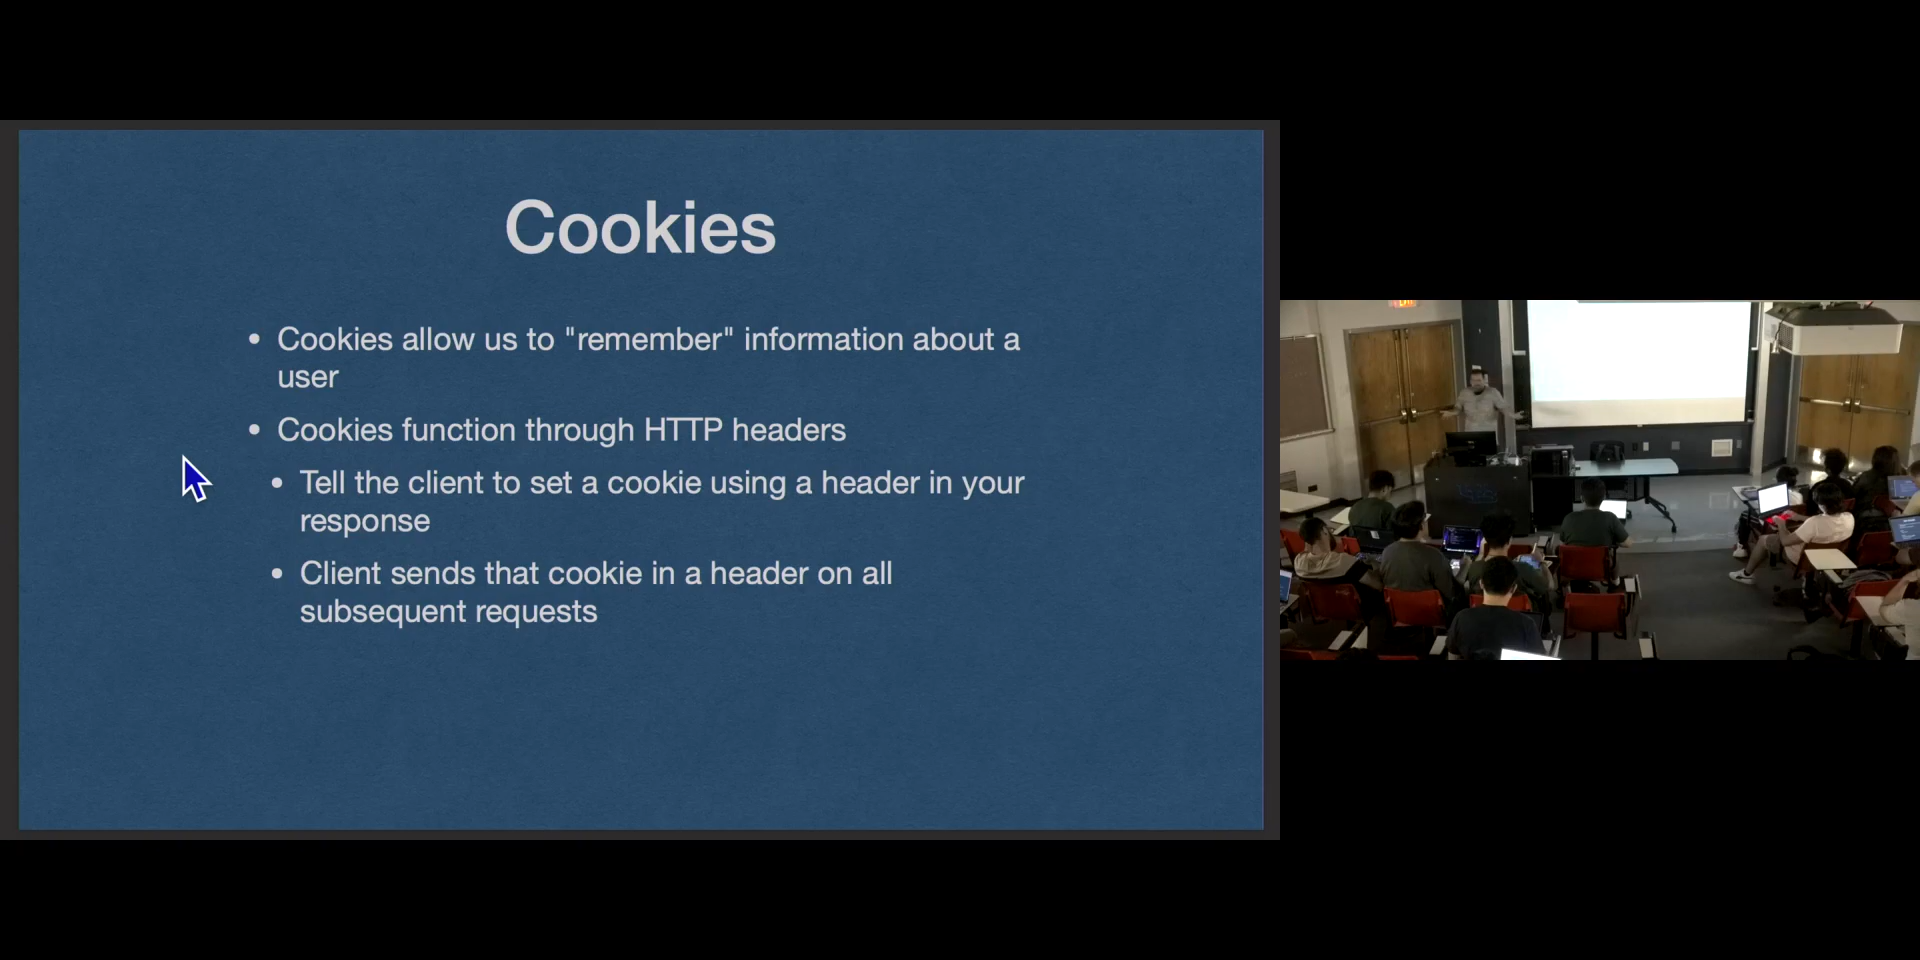 Cookies
• Cookies allow us to "remember" information about a
user
• Cookies function through HTTP headers
• Tell the client to set a cookie using a header in your
response
• Client sends that cookie in a header on all
subsequent requests